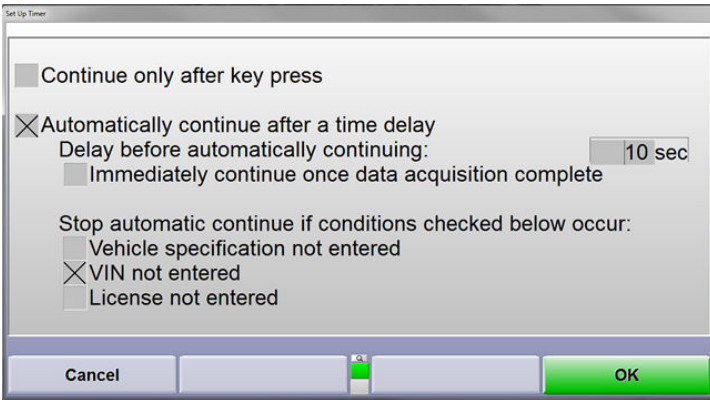 Set Up Timer
Continue only after key press
Automatically continue after a time delay
Delay before automatically continuing: 10 sec
Immediately continue once data acquisition complete
Stop automatic continue if conditions checked below occur:
Vehicle specification not entered
VIN not entered
License not entered
Cancel OK